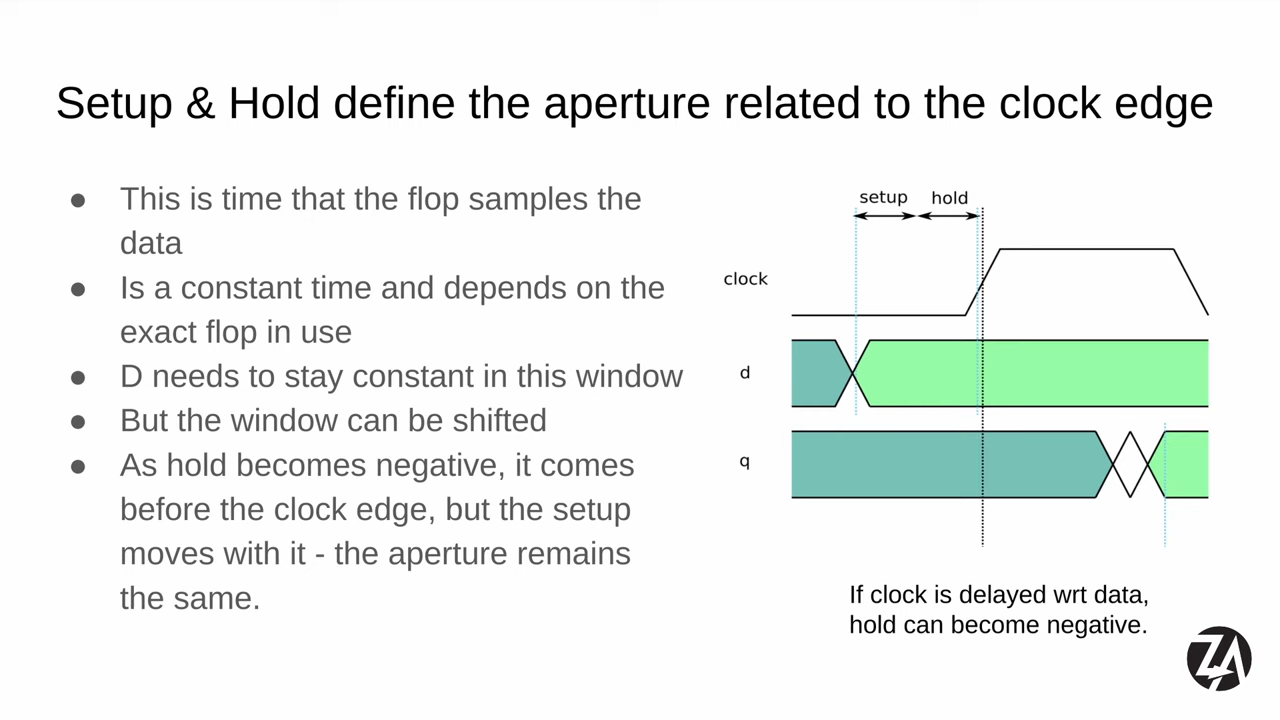 Setup & Hold define the aperture related to the clock edge
● This is time that the flop samples the
data
● Is a constant time and depends on the
exact flop in use
● D needs to stay constant in this window
● But the window can be shifted
● As hold becomes negative, it comes
before the clock edge, but the setup
moves with it - the aperture remains
the same.
setup hold
clock
d
q
If clock is delayed wrt data,
hold can become negative.
ZA